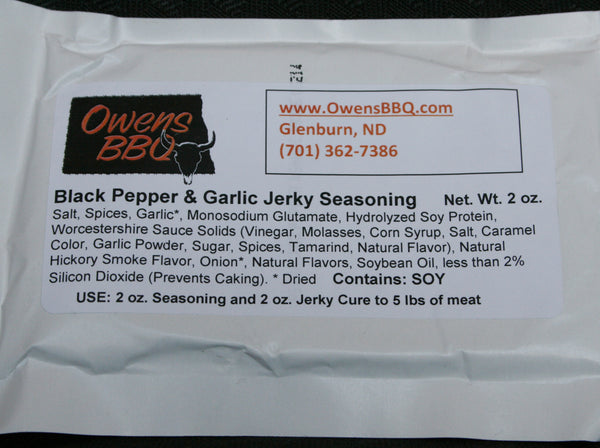 Owens
BBQ
www.OwensBBQ.com
Glenburn, ND
(701) 362-7386
Black Pepper & Garlic Jerky Seasoning Net. Wt. 2 oz.
Salt, Spices, Garlic*, Monosodium Glutamate, Hydrolyzed Soy Protein,
Worcestershire Sauce Solids (Vinegar, Molasses, Corn Syrup, Salt, Caramel
Color, Garlic Powder, Sugar, Spices, Tamarind, Natural Flavor), Natural
Hickory Smoke Flavor, Onion*, Natural Flavors, Soybean Oil, less than 2%
Silicon Dioxide (Prevents Caking). * Dried Contains: SOY
USE: 2 oz. Seasoning and 2 oz. Jerky Cure to 5 lbs of meat